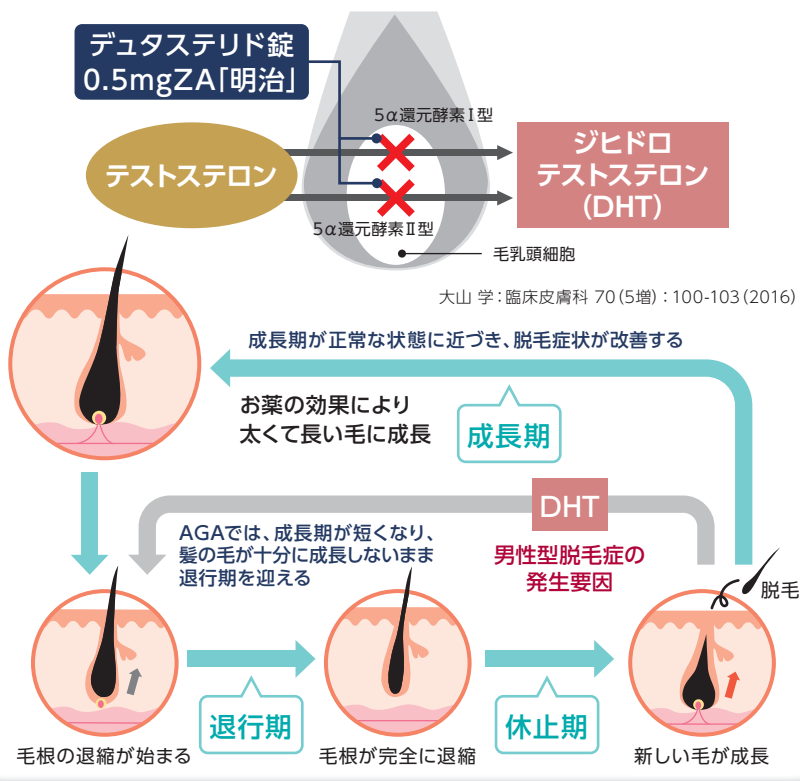 デュタステリド錠
0.5mgZA「明治」
5α還元酵素Ⅰ型
テストステロン
ジヒドロ
テストステロン
(DHT)
5α還元酵素Ⅱ型
毛乳頭細胞
大山 学:臨床皮膚科 70(5増):100-103(2016)
成長期が正常な状態に近づき、脱毛症状が改善する
お薬の効果により
太くて長い毛に成長
成長期
DHT
AGAでは、成長期が短くなり、
髪の毛が十分に成長しないまま
退行期を迎える
男性型脱毛症の
発生要因
脱毛
退行期
休止期
毛根の退縮が始まる
毛根が完全に退縮
新しい毛が成長